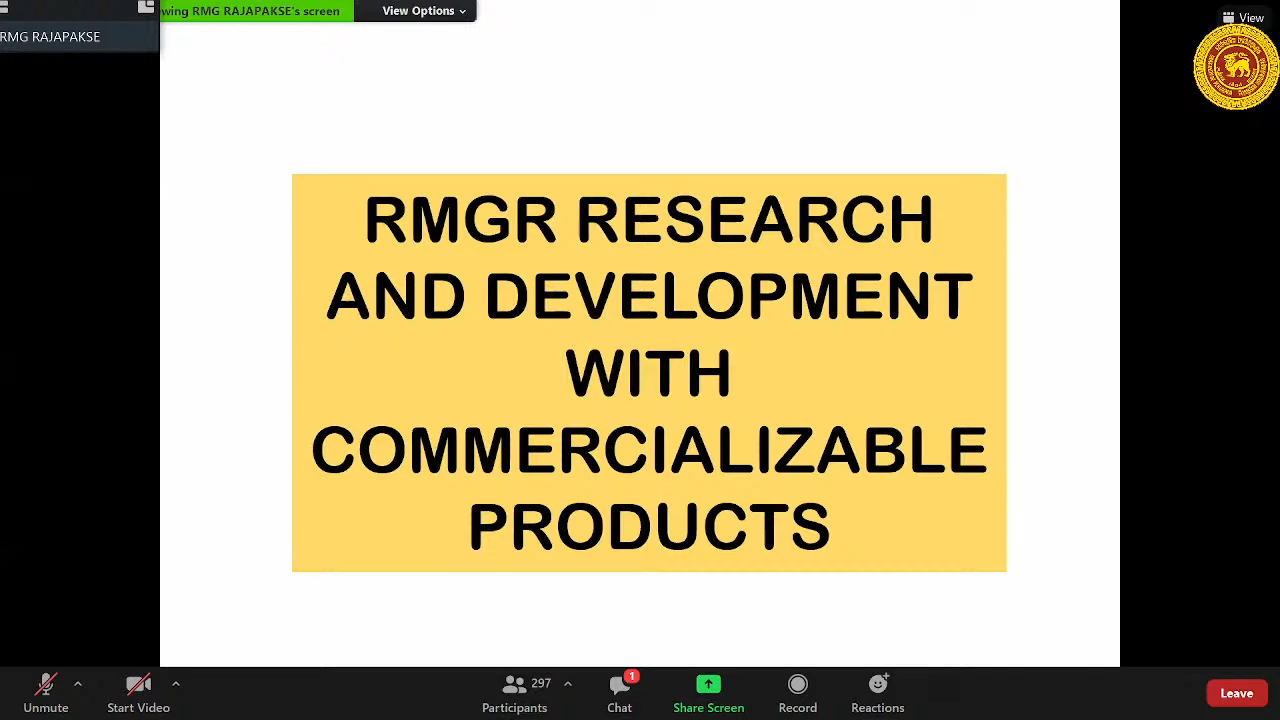 wing RMG RAJAPAKSE's screen
View Options
View
RMG RAJAPAKSE
RMGR RESEARCH
AND DEVELOPMENT
WITH
COMMERCIALIZABLE
PRODUCTS
Unmute
Start Video
297
Participants
1
Chat
Share Screen
Record
Reactions
Leave